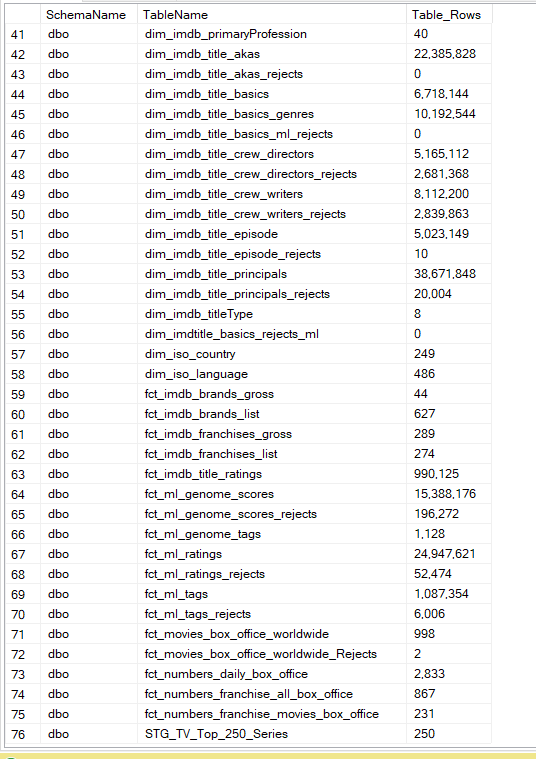 SchemaName TableName Table_Rows
41 dbo dim_imdb_primaryProfession 40
42 dbo dim_imdb_title_akas 22,385,828
43 dbo dim_imdb_title_akas_rejects 0
44 dbo dim_imdb_title_basics 6,718,144
45 dbo dim_imdb_title_basics_genres 10,192,544
46 dbo dim_imdb_title_basics_ml_rejects 0
47 dbo dim_imdb_title_crew_directors 5,165,112
48 dbo dim_imdb_title_crew_directors_rejects 2,681,368
49 dbo dim_imdb_title_crew_writers 8,112,200
50 dbo dim_imdb_title_crew_writers_rejects 2,839,863
51 dbo dim_imdb_title_episode 5,023,149
52 dbo dim_imdb_title_episode_rejects 10
53 dbo dim_imdb_title_principals 38,671,848
54 dbo dim_imdb_title_principals_rejects 20,004
55 dbo dim_imdb_titleType 8
56 dbo dim_imdtitle_basics_rejects_ml 0
57 dbo dim_iso_country 249
58 dbo dim_iso_language 486
59 dbo fct_imdb_brands_gross 44
60 dbo fct_imdb_brands_list 627
61 dbo fct_imdb_franchises_gross 289
62 dbo fct_imdb_franchises_list 274
63 dbo fct_imdb_title_ratings 990,125
64 dbo fct_ml_genome_scores 15,388,176
65 dbo fct_ml_genome_scores_rejects 196,272
66 dbo fct_ml_genome_tags 1,128
67 dbo fct_ml_ratings 24,947,621
68 dbo fct_ml_ratings_rejects 52,474
69 dbo fct_ml_tags 1,087,354
70 dbo fct_ml_tags_rejects 6,006
71 dbo fct_movies_box_office_worldwide 998
72 dbo fct_movies_box_office_worldwide_Rejects 2
73 dbo fct_numbers_daily_box_office 2,833
74 dbo fct_numbers_franchise_all_box_office 867
75 dbo fct_numbers_franchise_movies_box_office 231
76 dbo STG_TV_Top_250_Series 250